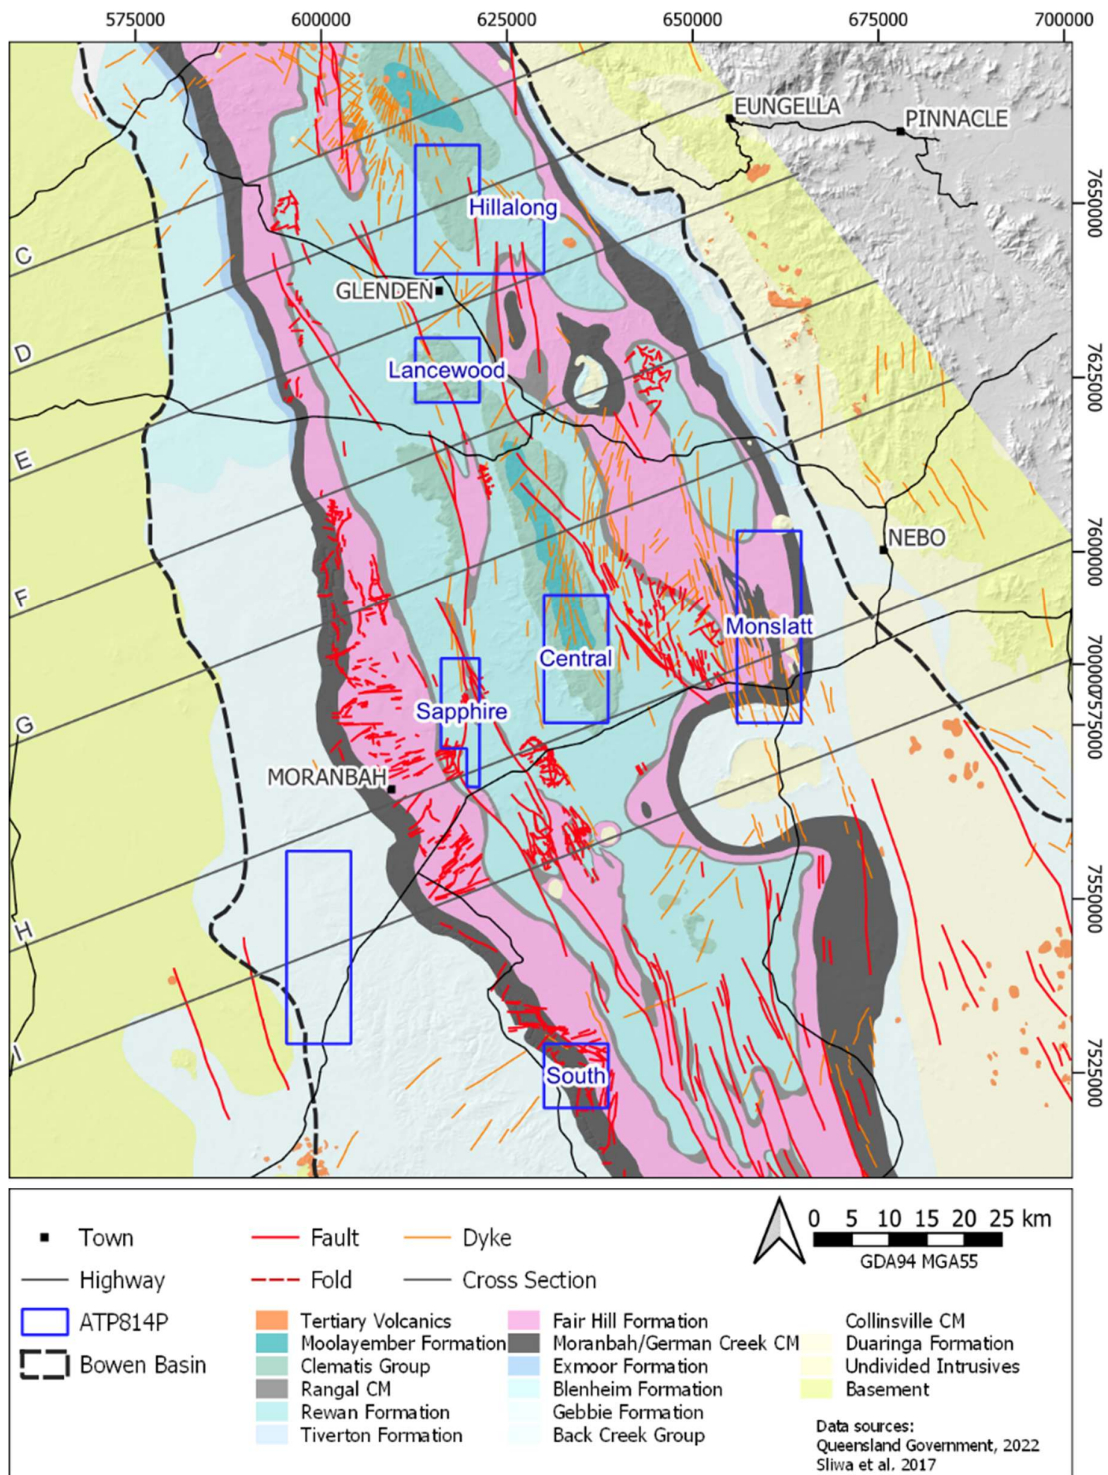 575000 600000 625000 650000 675000 700000
EUNGELLA
PINNACLE
7650000
Hillalong
C
GLENDEN
D
7625000
Lancewood
E
NEBO
7600000
F
Monslatt
Central
7575000
Sapphire
G
MORANBAH
7550000
H
I
South
7525000
Town
Fault
Dyke
0 5 10 15 20 25 km
GDA94 MGA55
Highway
Fold
Cross Section
ATP814P
Bowen Basin
Tertiary Volcanics
Moolayember Formation
Clematis Group
Rangal CM
Rewan Formation
Tiverton Formation
Fair Hill Formation
Moranbah/German Creek CM
Exmoor Formation
Blenheim Formation
Gebbie Formation
Back Creek Group
Collinsville CM
Duaringa Formation
Undivided Intrusives
Basement
Data sources:
Queensland Government, 2022
Sliwa et al. 2017